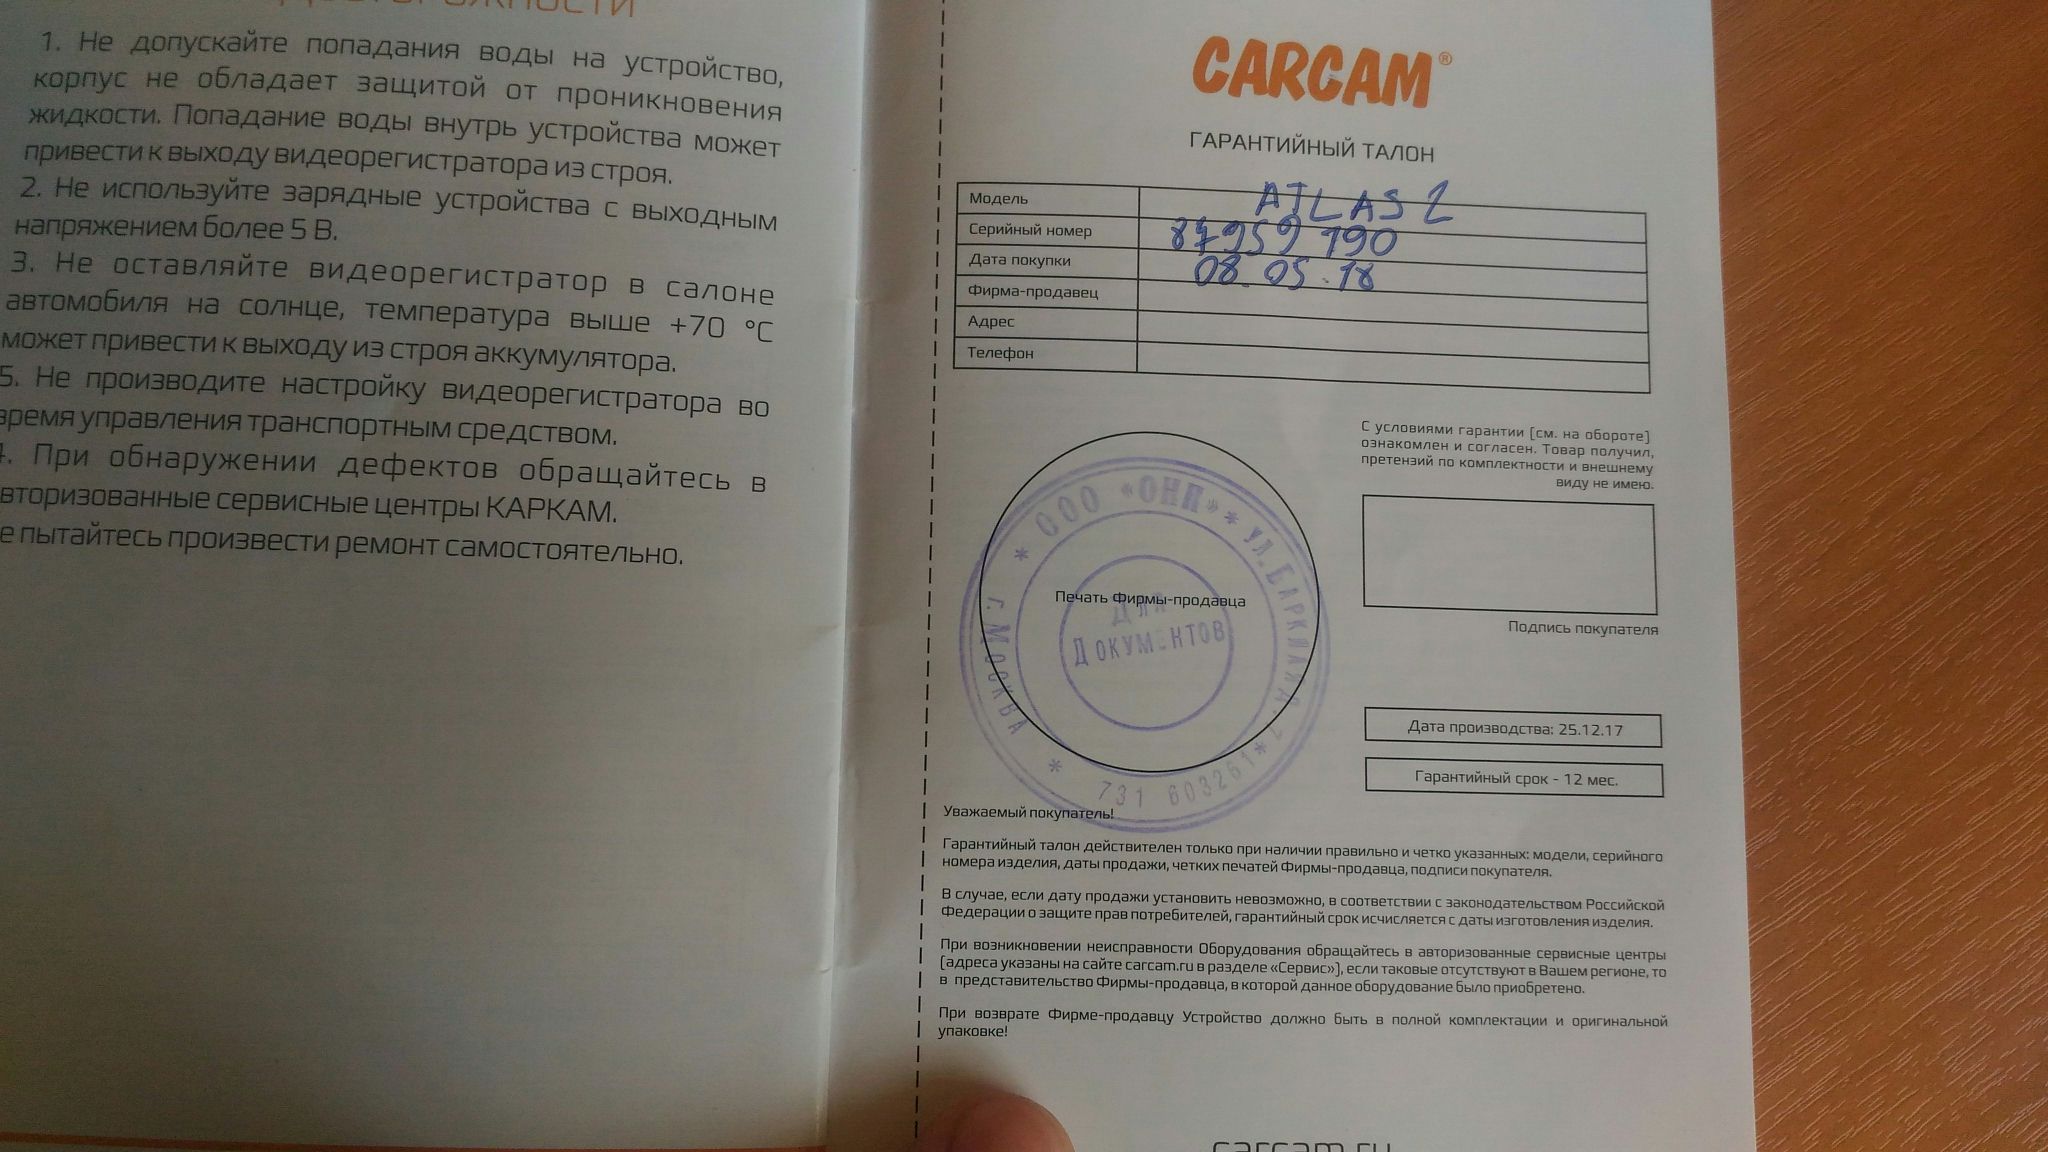 1. Не допускайте попадания воды на устройство,
корпус не обладает защитой от проникновения
жидкости. Попадание воды внутрь устройства может
привести к выходу видеорегистратора из строя.
2. Не используйте зарядные устройства с выходным
напряжением более 5 В.
3. Не оставляйте видеорегистратор в салоне
автомобиля на солнце, температура выше +70 °C
может привести к выходу из строя аккумулятора.
5. Не производите настройку видеорегистратора во
время управления транспортным средством.
4. При обнаружении дефектов обращайтесь в
вторизованные сервисные центры КАРКАМ.
е пытайтесь произвести ремонт самостоятельно.
CARCAM®
ГАРАНТИЙНЫЙ ТАЛОН
Модель ATLAS 2
Серийный номер 87959190
Дата покупки 08.05.18
Фирма-продавец
Адрес
Телефон
С условиями гарантии [см. на обороте]
ознакомлен и согласен. Товар получил,
претензий по комплектности и внешнему
виду не имею.
Подпись покупателя
* ООО «ОНИ» * УЛ.БАРКЛАЯ
Г.МОСКВА * 731 603261 *
Печать Фирмы-продавца
ДЛЯ
ДОКУМЕНТОВ
Дата производства: 25.12.17
Гарантийный срок - 12 мес.
Уважаемый покупатель!
Гарантийный талон действителен только при наличии правильно и четко указанных: модели, серийного
номера изделия, даты продажи, четких печатей Фирмы-продавца, подписи покупателя.
В случае, если дату продажи установить невозможно, в соответствии с законодательством Российской
Федерации о защите прав потребителей, гарантийный срок исчисляется с даты изготовления изделия.
При возникновении неисправности Оборудования обращайтесь в авторизованные сервисные центры
(адреса указаны на сайте carcam.ru в разделе «Сервис»), если таковые отсутствуют в Вашем регионе, то
в представительство Фирмы-продавца, в которой данное оборудование было приобретено.
При возврате Фирме-продавцу Устройство должно быть в полной комплектации и оригинальной
упаковке!
carcam.ru